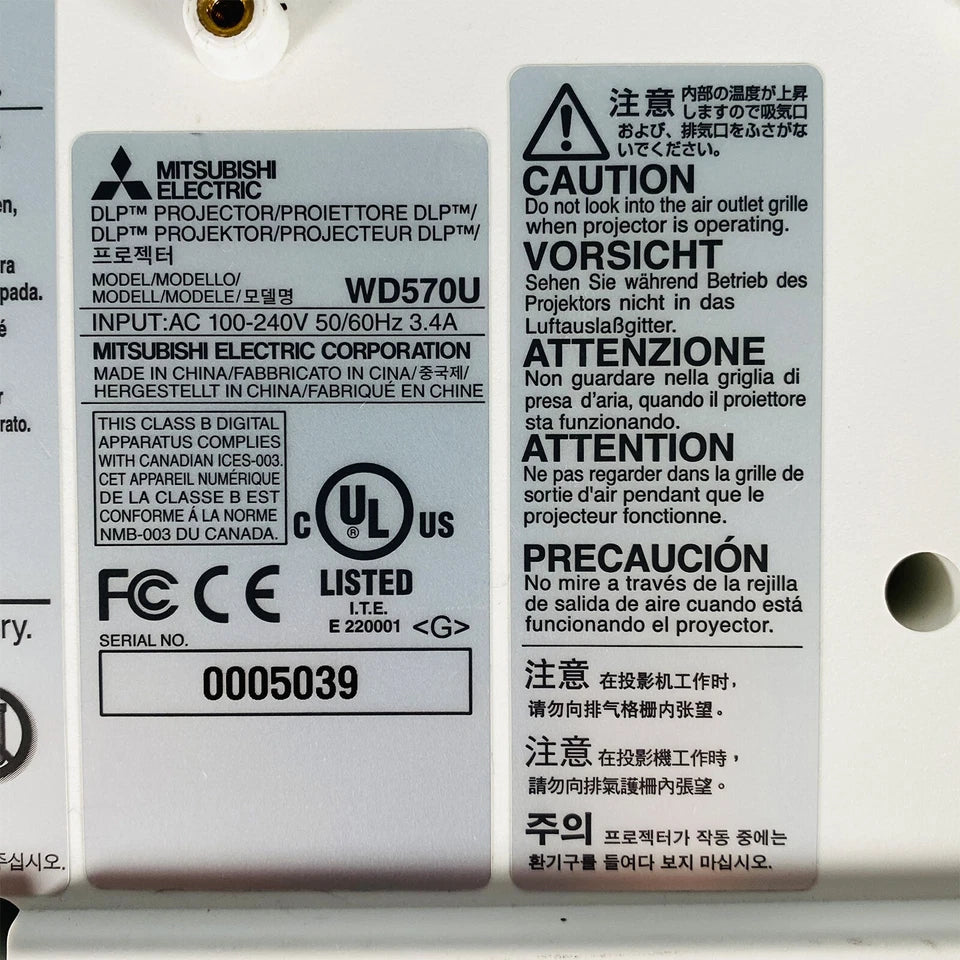 en,
ra
pada.
é
r
rato.
ry.
주십시오.
MITSUBISHI
ELECTRIC
DLP™ PROJECTOR/PROIETTORE DLP™/
DLP™ PROJEKTOR/PROJECTEUR DLP™/
프로젝터
MODEL/MODELLO/
MODELL/MODELE/모델명 WD570U
INPUT:AC 100-240V 50/60Hz 3.4A
MITSUBISHI ELECTRIC CORPORATION
MADE IN CHINA/FABBRICATO IN CINA/중국제/
HERGESTELLT IN CHINA/FABRIQUÉ EN CHINE
THIS CLASS B DIGITAL
APPARATUS COMPLIES
WITH CANADIAN ICES-003.
CET APPAREIL NUMÉRIQUE
DE LA CLASSE B EST
CONFORME Á LA NORME
NMB-003 DU CANADA.
C UL ® US
LISTED
I.T.E.
E 220001 <G>
FC CE
SERIAL NO.
0005039
注意 内部の温度が上昇
しますので吸気口
および、排気口をふさがな
いでください。
CAUTION
Do not look into the air outlet grille
when projector is operating.
VORSICHT
Sehen Sie während Betrieb des
Projektors nicht in das
Luftauslaßgitter.
ATTENZIONE
Non guardare nella griglia di
presa d'aria, quando il proiettore
sta funzionando.
ATTENTION
Ne pas regarder dans la grille de
sortie d'air pendant que le
projecteur fonctionne.
PRECAUCIÓN
No mire a través de la rejilla
de salida de aire cuando está
funcionando el proyector.
注意 在投影机工作时,
请勿向排气格栅内张望。
注意 在投影機工作時,
請勿向排氣護柵內張望。
주의 프로젝터가 작동 중에는
환기구를 들여다 보지 마십시오.